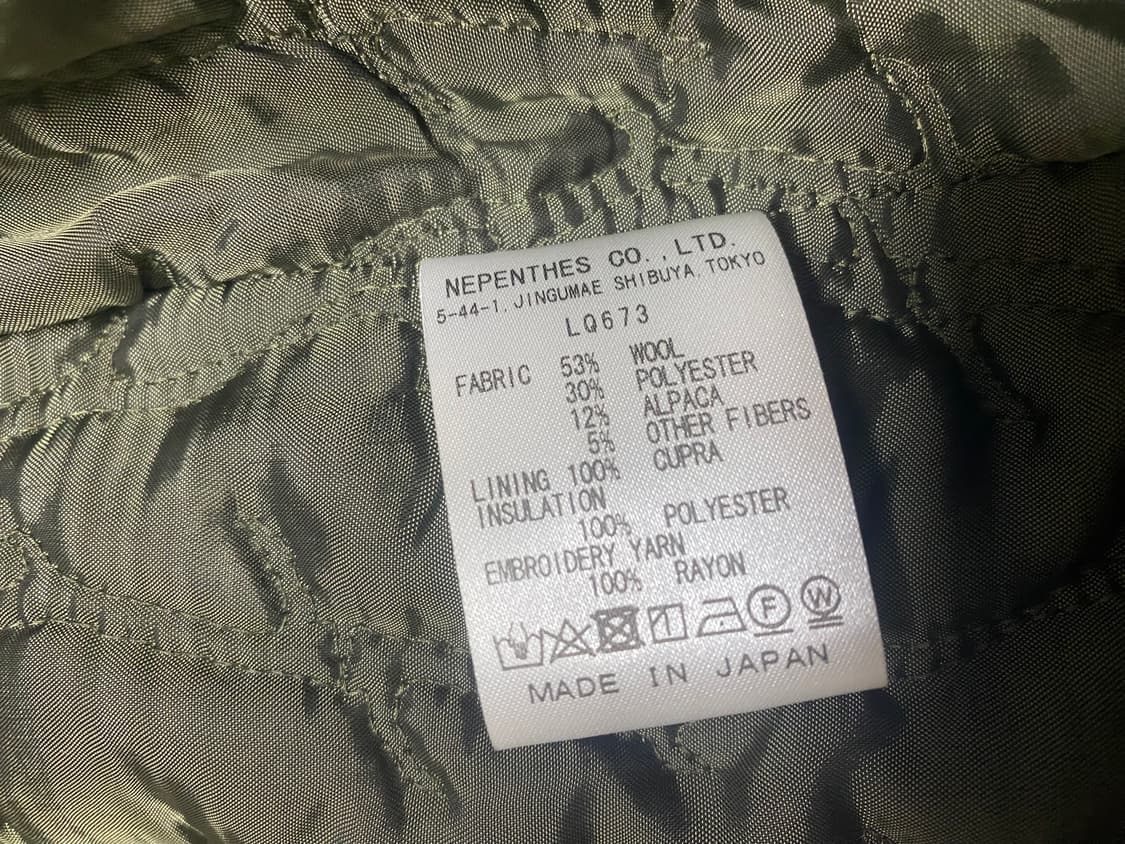 NEPENTHES CO., LTD.
5-44-1, JINGUMAE SHIBUYA, TOKYO
LQ673
FABRIC 53% WOOL
30% POLYESTER
12% ALPACA
5% OTHER FIBERS
LINING 100% CUPRA
INSULATION
100% POLYESTER
EMBROIDERY YARN
100% RAYON
F W
MADE IN JAPAN